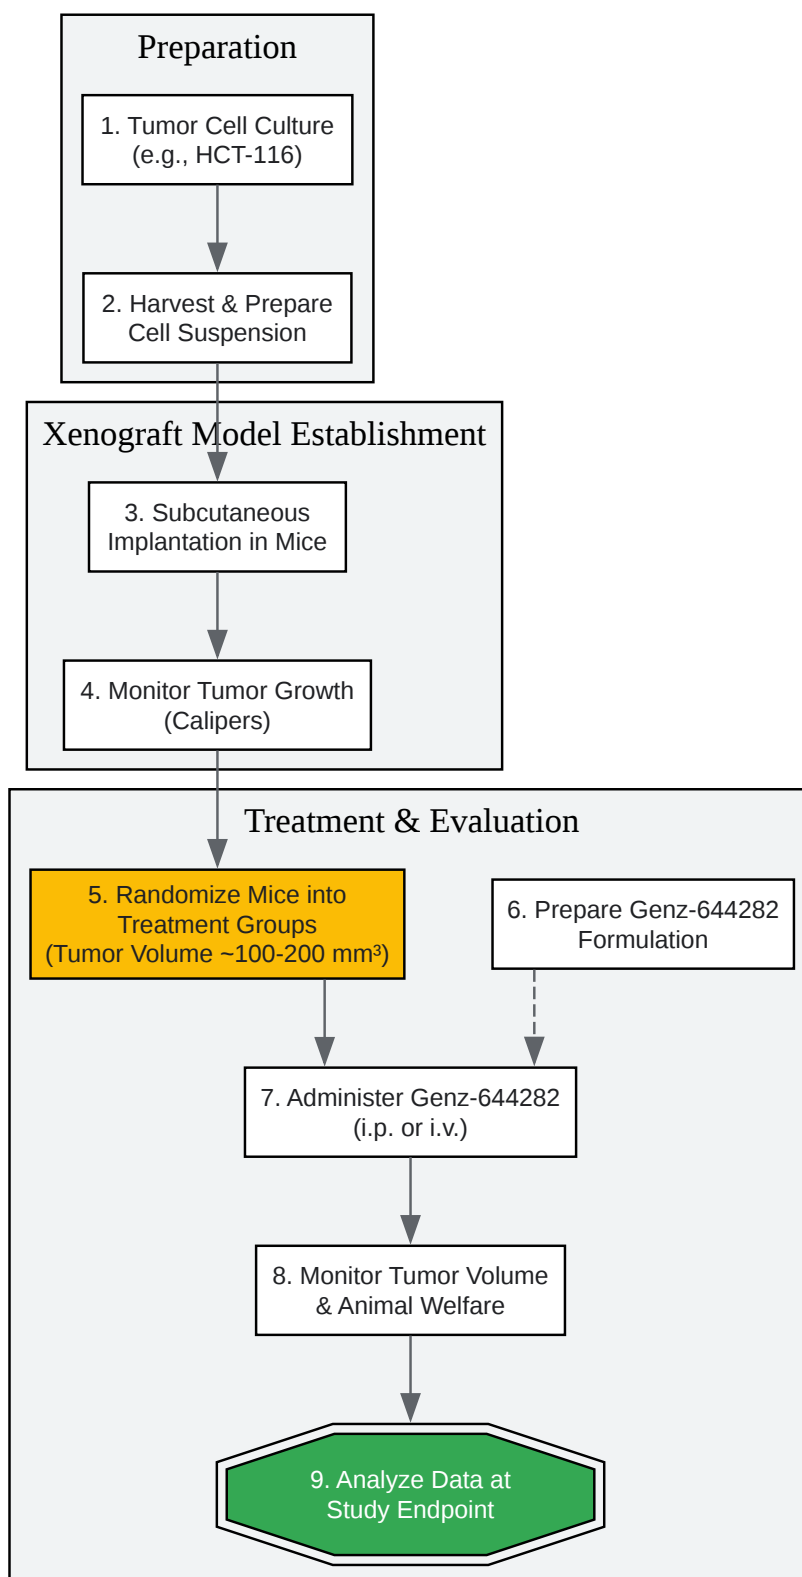 Preparation
1. Tumor Cell Culture
(e.g., HCT-116)
2. Harvest & Prepare
Cell Suspension
Xenograft Model Establishment
3. Subcutaneous
Implantation in Mice
4. Monitor Tumor Growth
(Calipers)
Treatment & Evaluation
5. Randomize Mice into
Treatment Groups
(Tumor Volume ~100-200 mm³)
6. Prepare Genz-644282
Formulation
7. Administer Genz-644282
(i.p. or i.v.)
8. Monitor Tumor Volume
& Animal Welfare
9. Analyze Data at
Study Endpoint